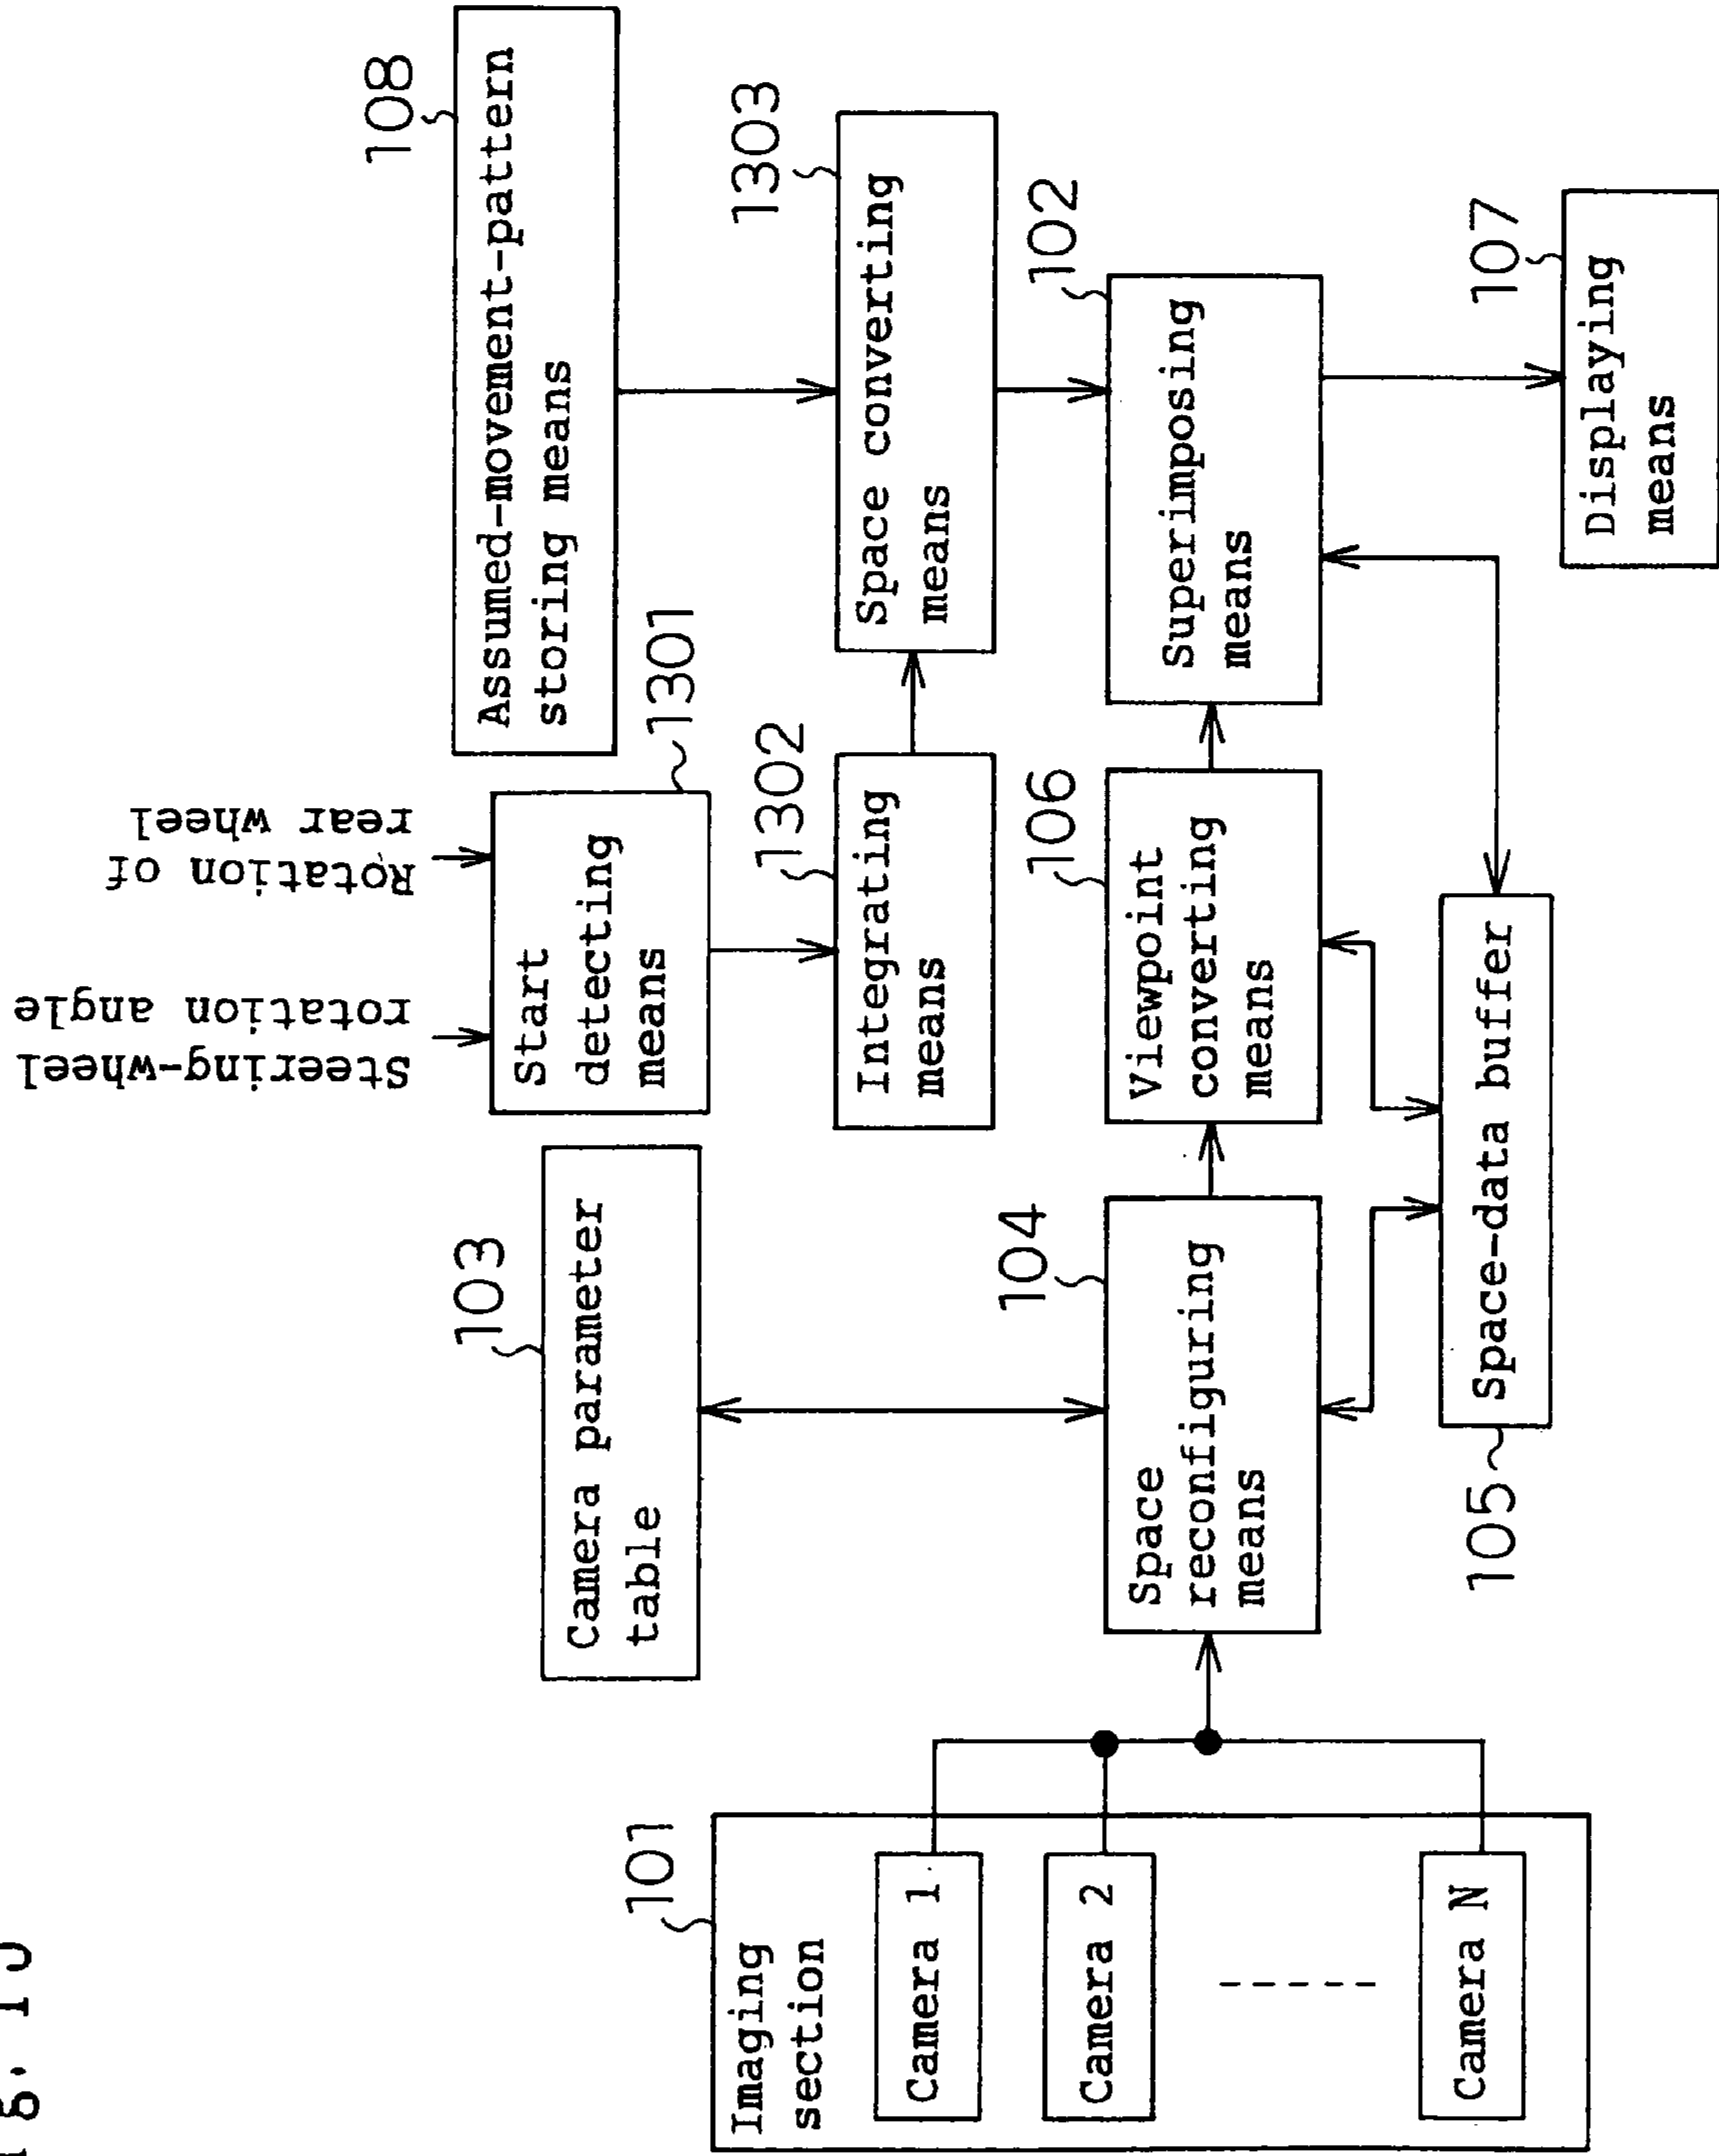 108
Assumed-movement-pattern
storing means
Steering-wheel
rotation angle
Rotation of
rear wheel
1301
Start
detecting
means
103
Camera parameter
table
1302
Integrating
means
1303
Space converting
means
101
Imaging
section
Camera 1
Camera 2
Camera N
104
Space
reconfiguring
means
106
Viewpoint
converting
means
102
Superimposing
means
105
Space-data buffer
107
Displaying
means